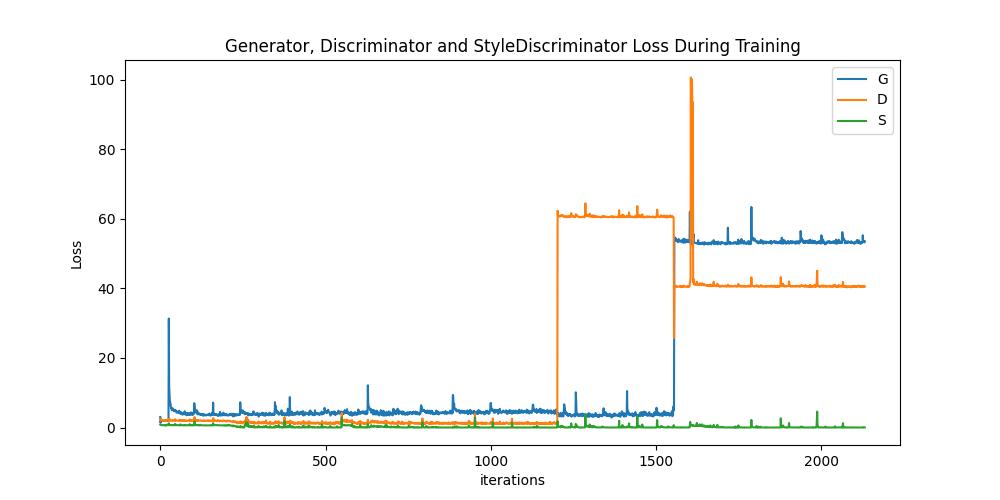 Generator, Discriminator and StyleDiscriminator Loss During Training
G
D
S
100
80
60
40
20
0
Loss
0 500 1000 1500 2000
iterations